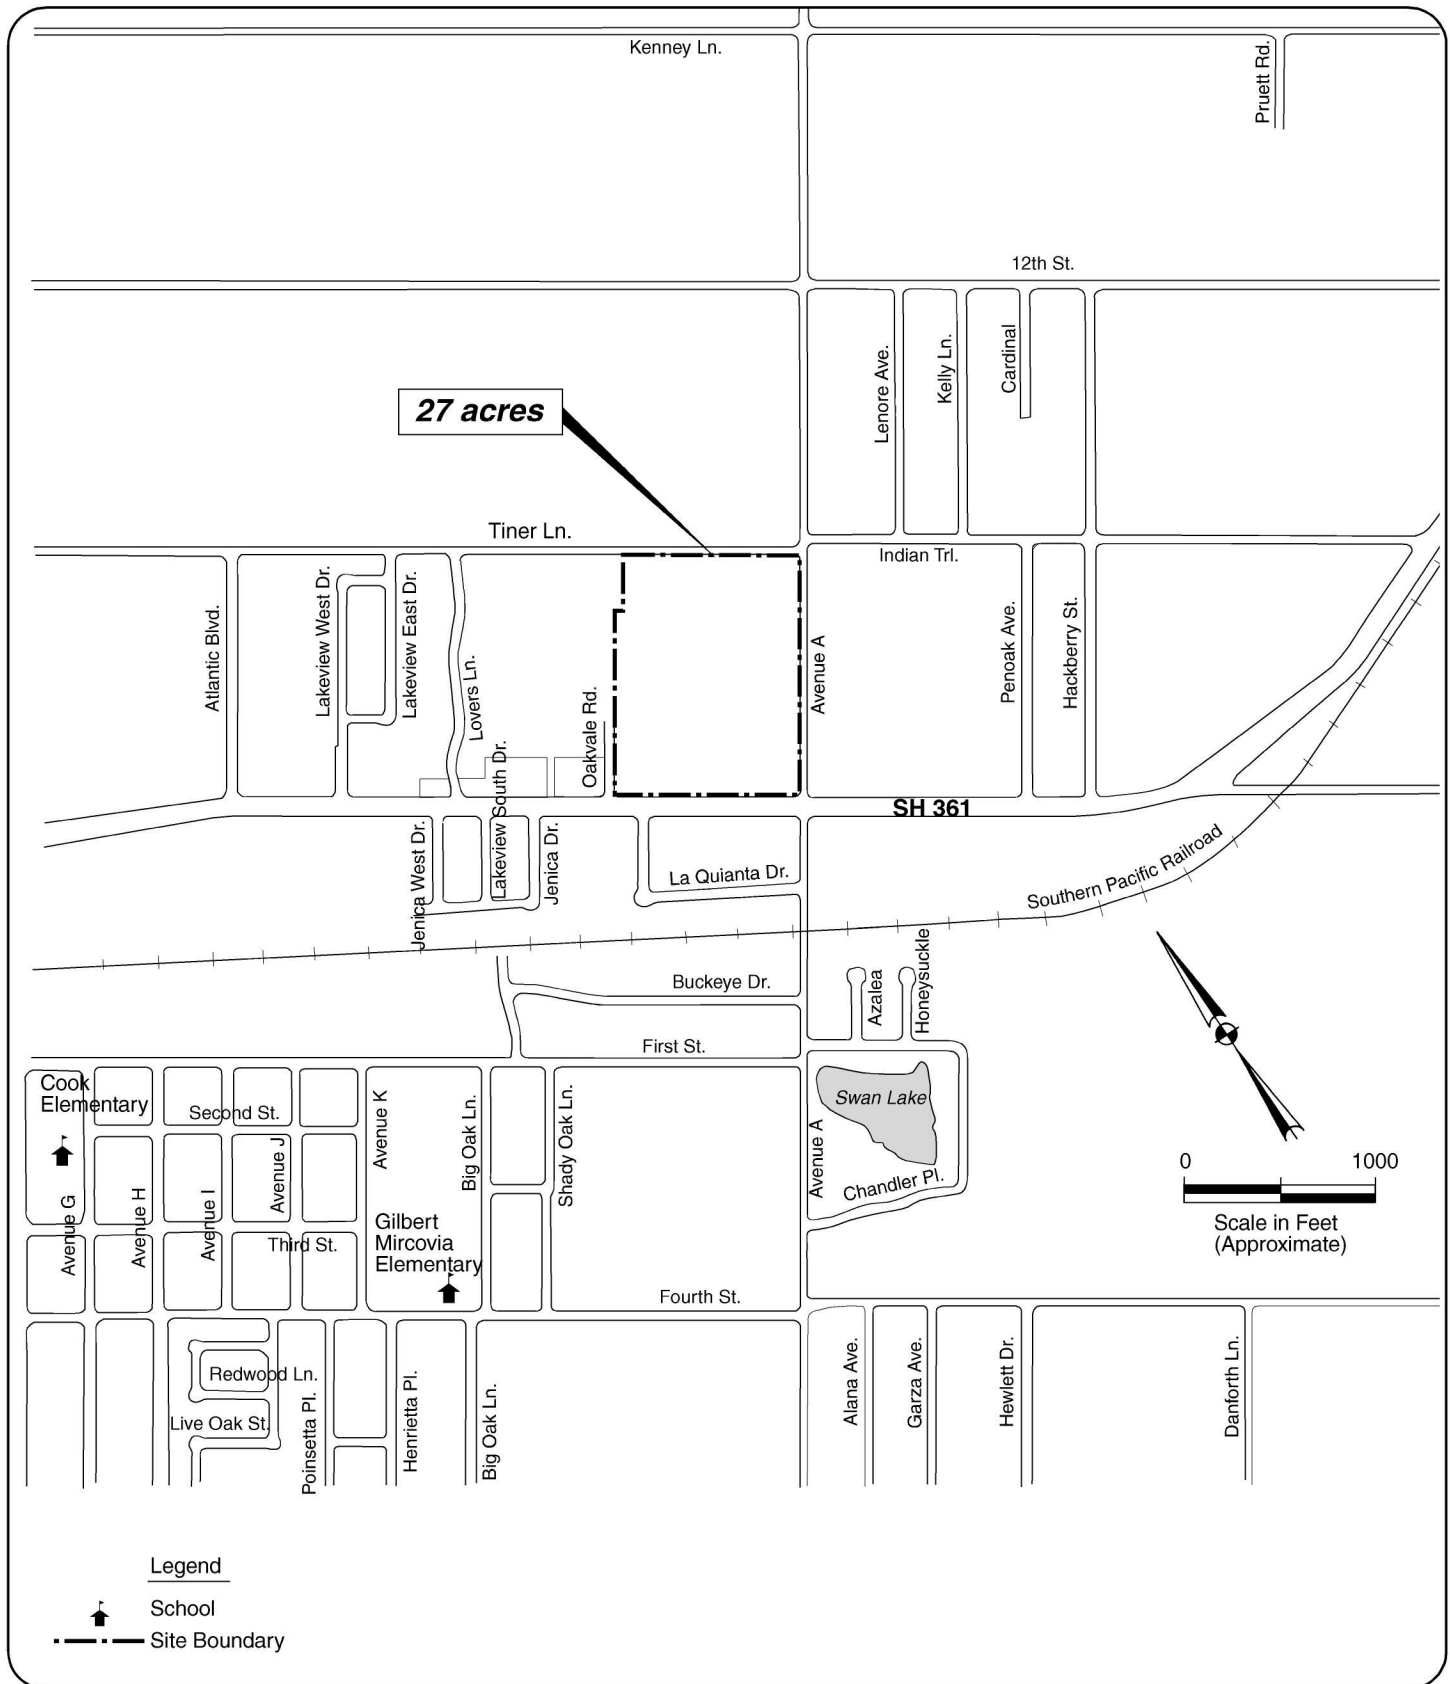 Kenney Ln.
Pruett Rd.
12th St.
Lenore Ave.
Kelly Ln.
Cardinal
27 acres
Tiner Ln.
Indian Trl.
Atlantic Blvd.
Lakeview West Dr.
Lakeview East Dr.
Lovers Ln.
Oakvale Rd.
Avenue A
Penoak Ave.
Hackberry St.
Lakeview South Dr.
SH 361
Jenica West Dr.
Jenica Dr.
La Quianta Dr.
Southern Pacific Railroad
Buckeye Dr.
Azalea
Honeysuckle
First St.
Cook
Elementary
Second St.
Avenue K
Big Oak Ln.
Shady Oak Ln.
Swan Lake
Avenue A
Chandler Pl.
0 1000
Scale in Feet
(Approximate)
Avenue G
Avenue H
Avenue I
Avenue J
Third St.
Gilbert
Mircovia
Elementary
Fourth St.
Redwood Ln.
Live Oak St.
Poinsetta Pl.
Henrietta Pl.
Big Oak Ln.
Alana Ave.
Garza Ave.
Hewlett Dr.
Danforth Ln.
Legend
School
Site Boundary